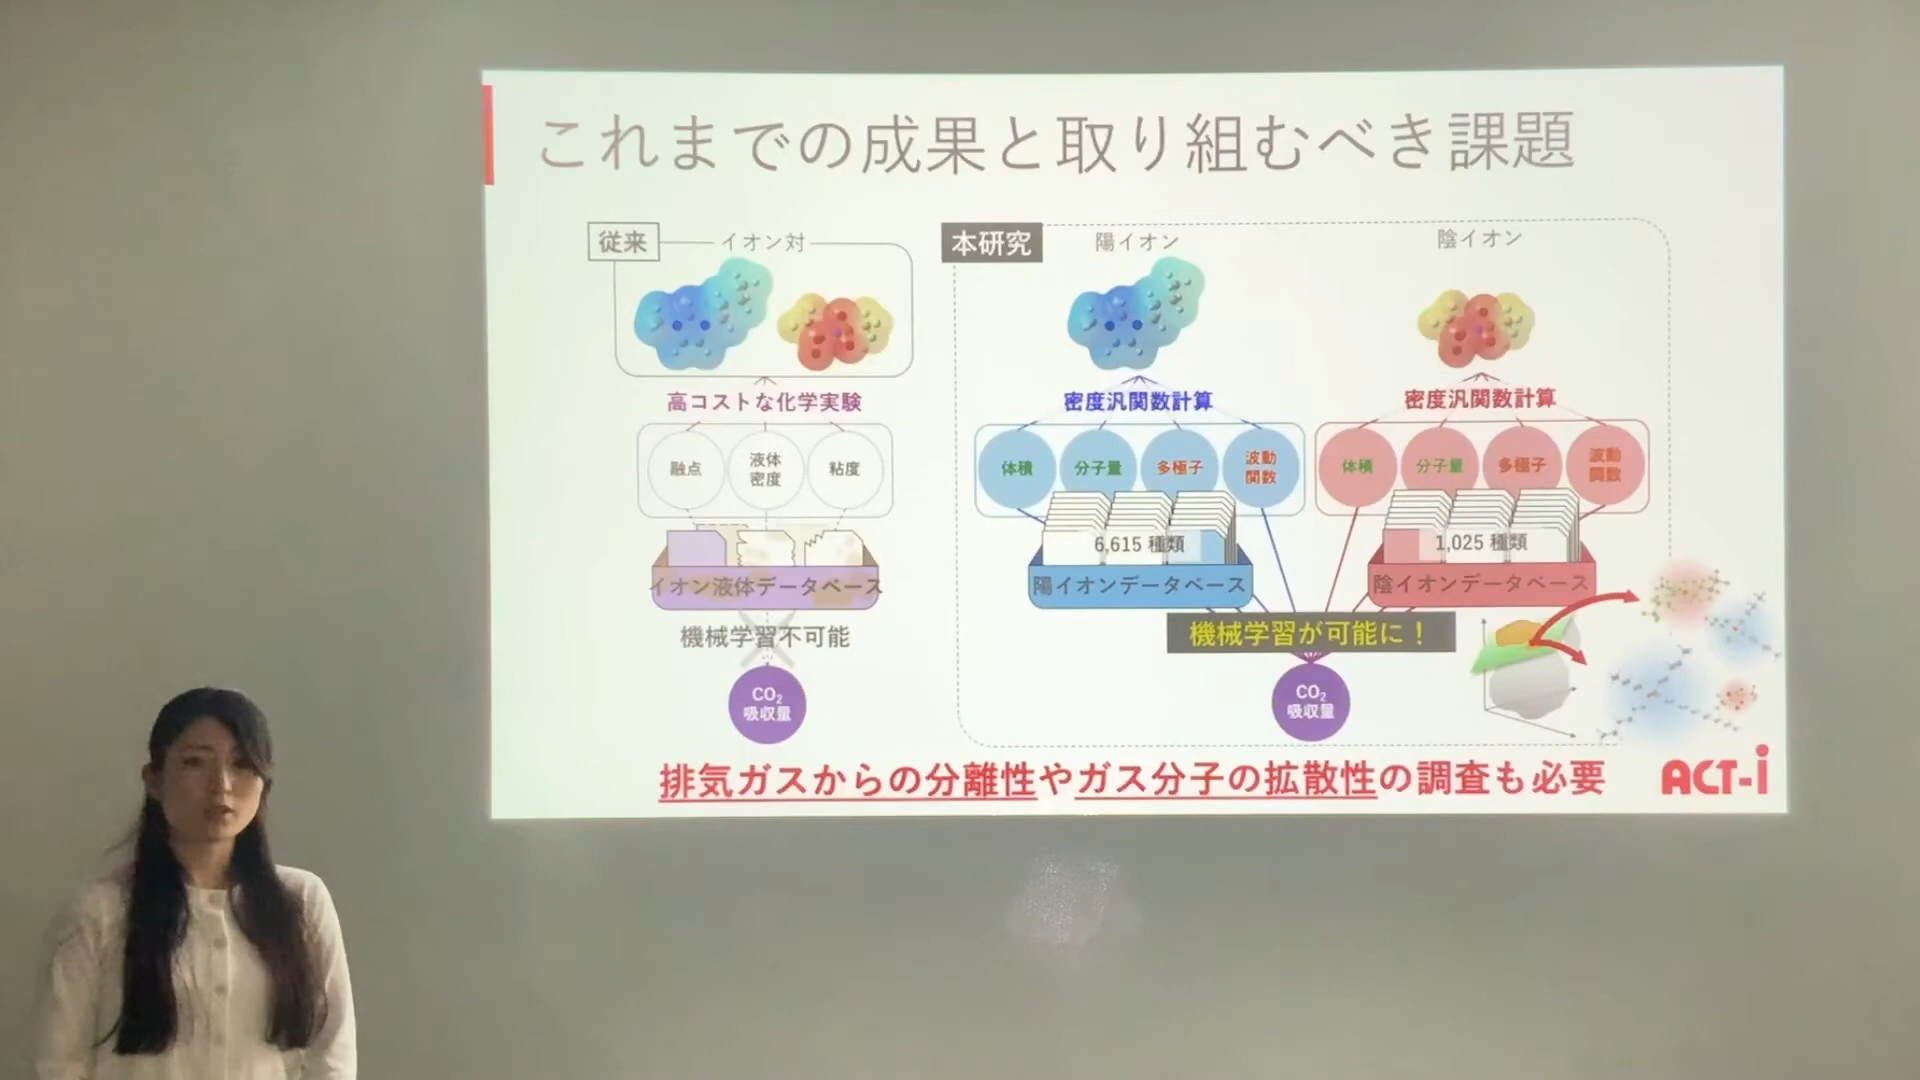 これまでの成果と取り組むべき課題
従来
イオン対
高コストな化学実験
融点
液体
密度
粘度
イオン液体データベース
機械学習不可能
CO₂
吸収量
本研究
陽イオン
陰イオン
密度汎関数計算
密度汎関数計算
体積
分子量
多極子
波動
関数
体積
分子量
多極子
波動
関数
6,615 種類
1,025 種類
陽イオンデータベース
陰イオンデータベース
機械学習が可能に！
CO₂
吸収量
排気ガスからの分離性やガス分子の拡散性の調査も必要
ACT-i